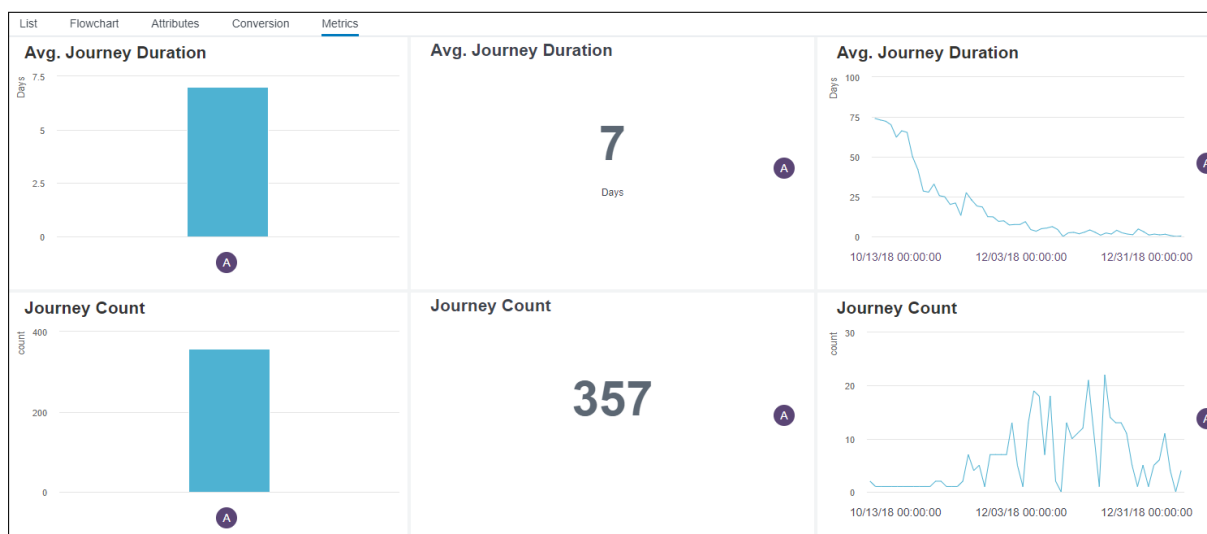 List Flowchart Attributes Conversion Metrics
Avg. Journey Duration
Days
7.5
5
2.5
0
A
Avg. Journey Duration
7
Days
A
Avg. Journey Duration
Days
100
75
50
25
0
10/13/18 00:00:00 12/03/18 00:00:00 12/31/18 00:00:00
A
Journey Count
count
400
200
0
A
Journey Count
357
A
Journey Count
count
30
20
10
0
10/13/18 00:00:00 12/03/18 00:00:00 12/31/18 00:00:00
A